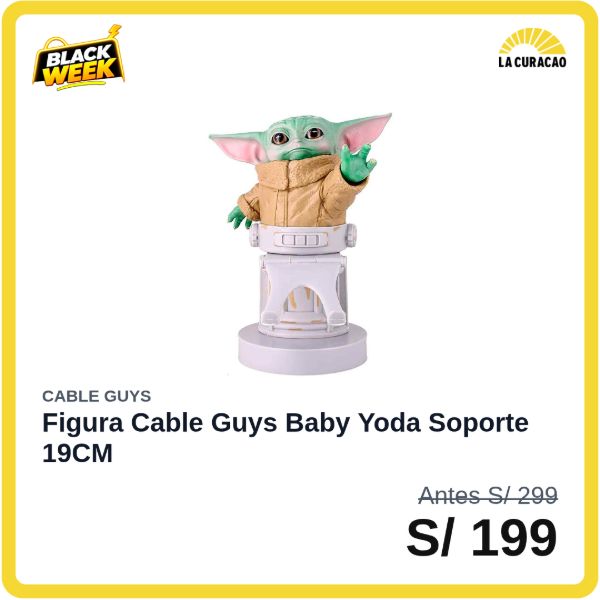 BLACK
WEEK
LA CURACAO
CABLE GUYS
Figura Cable Guys Baby Yoda Soporte
19CM
Antes S/ 299
S/ 199